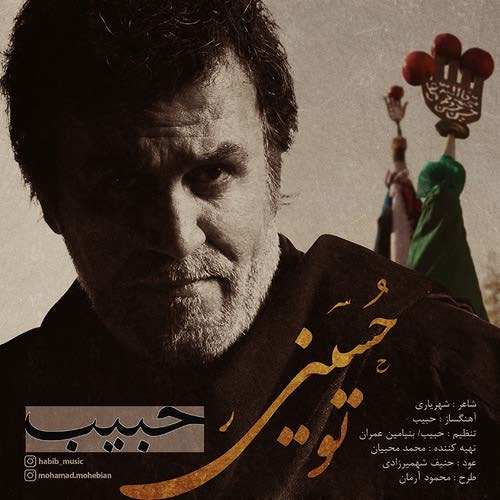 تو حسینی
حبیب
habib_music
mohamad.mohebian
شاعر : شهریاری
آهنگساز : حبیب
تنظیم : حبیب/ بنیامین عمران
تهیه کننده : محمد محبیان
عود : حنیف شهمیرزادی
طرح : محمود آرمان